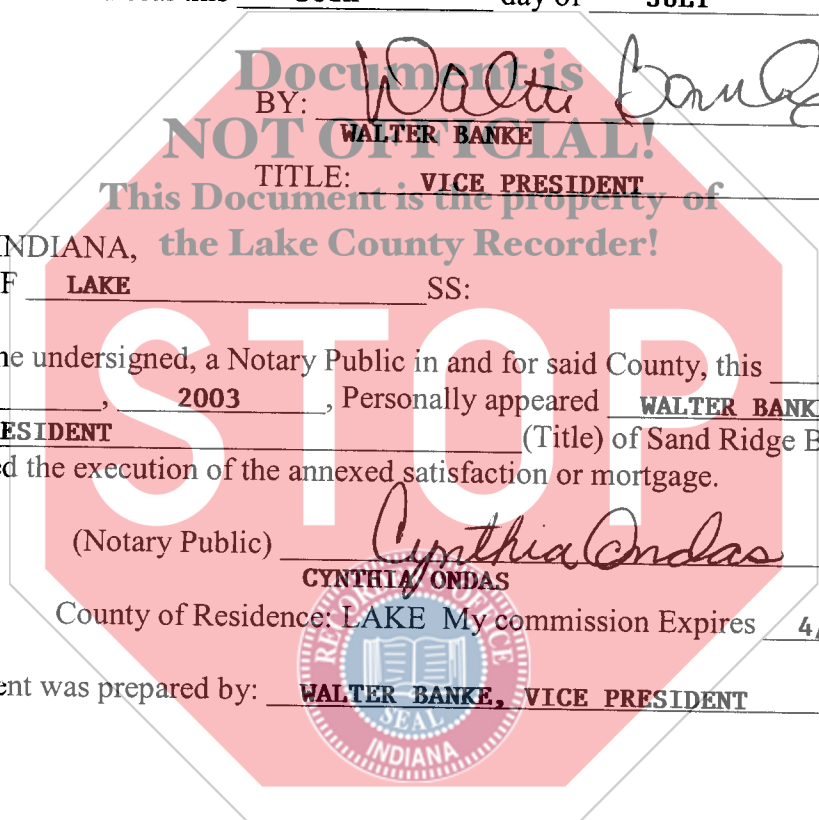 day of JULY
Document is
BY: Walter Banke
NOT OFFICIAL!
WALTER BANKE
TITLE: VICE PRESIDENT
This Document is the property of
the Lake County Recorder!
NDIANA,
F LAKE SS:
STOP
he undersigned, a Notary Public in and for said County, this
, 2003, Personally appeared WALTER BANK
ESIDENT (Title) of Sand Ridge B
d the execution of the annexed satisfaction or mortgage.
(Notary Public) Cynthia Ondas
CYNTHIA ONDAS
County of Residence: LAKE My commission Expires 4/
ent was prepared by: WALTER BANKE, VICE PRESIDENT
SEAL
INDIANA